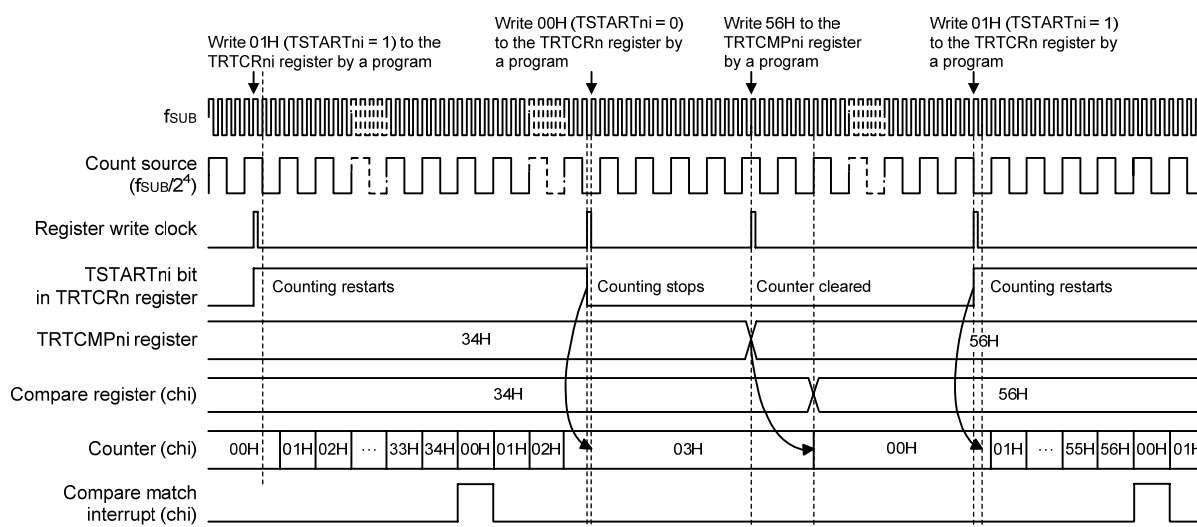 Write 01H (TSTARTni = 1) to the
TRTCRni register by a program
Write 00H (TSTARTni = 0)
to the TRTCRn register by
a program
Write 56H to the
TRTCMPni register
by a program
Write 01H (TSTARTni = 1)
to the TRTCRn register by
a program
fSUB
Count source
(fSUB/2⁴)
Register write clock
TSTARTni bit
in TRTCRn register
Counting restarts
Counting stops
Counter cleared
Counting restarts
TRTCMPni register
34H
56H
Compare register (chi)
34H
56H
Counter (chi)
00H 01H 02H ... 33H 34H 00H 01H 02H 03H 00H 01H ... 55H 56H 00H 01H
Compare match
interrupt (chi)